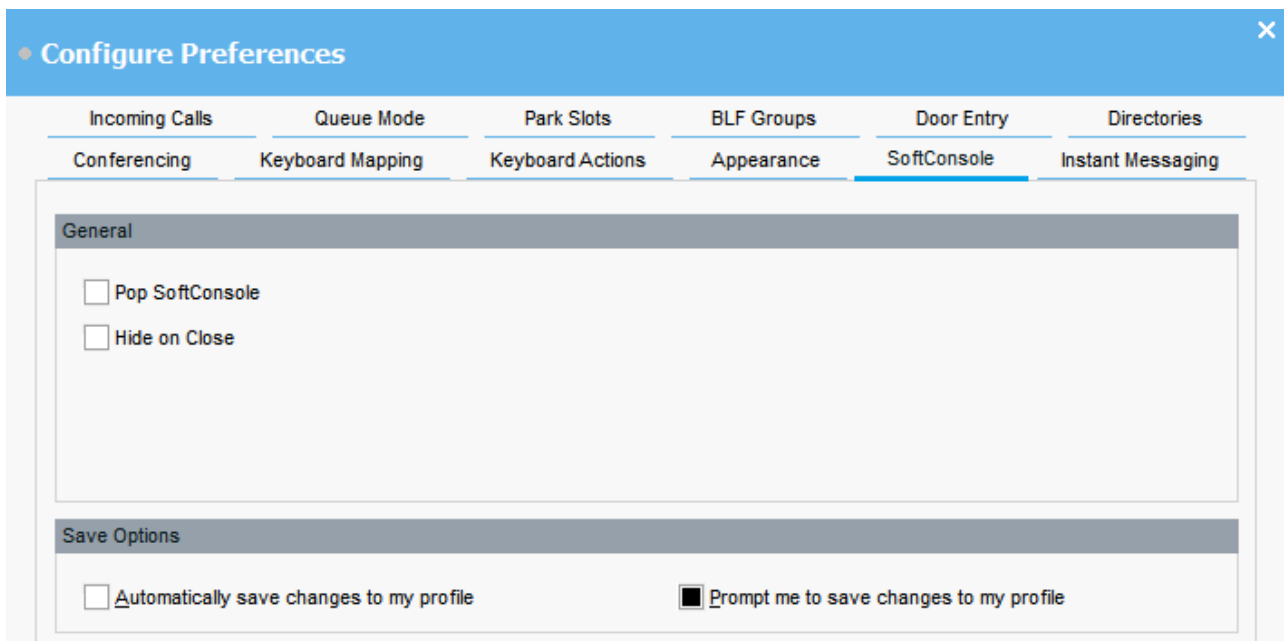 Configure Preferences
Incoming Calls Queue Mode Park Slots BLF Groups Door Entry Directories
Conferencing Keyboard Mapping Keyboard Actions Appearance SoftConsole Instant Messaging
General
Pop SoftConsole
Hide on Close
Save Options
Automatically save changes to my profile Prompt me to save changes to my profile